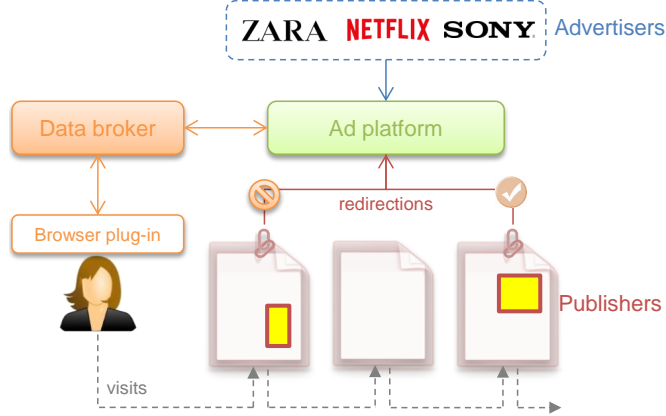 ZARA NETFLIX SONY Advertisers
Data broker
Ad platform
redirections
Browser plug-in
Publishers
visits